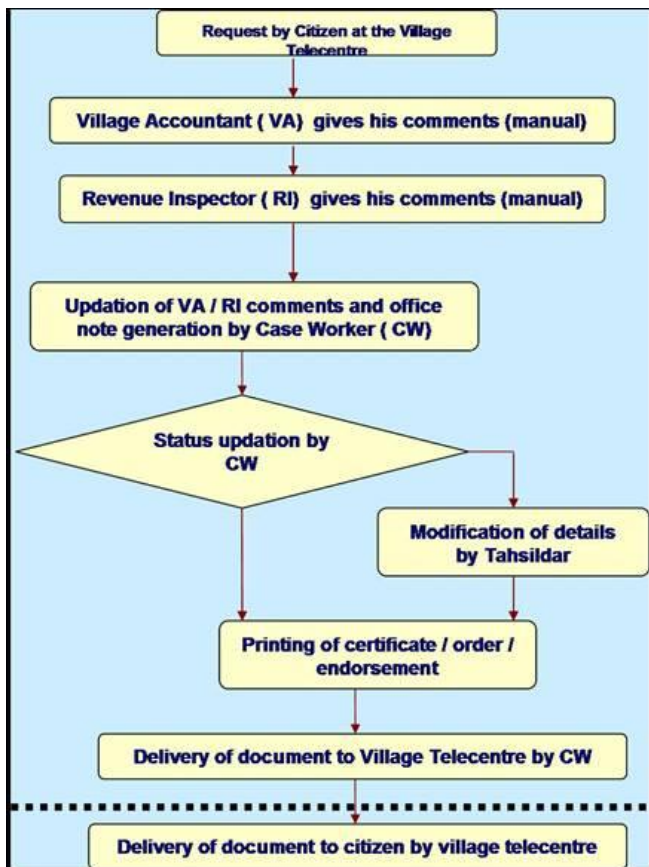 Request by Citizen at the Village
Telecentre
Village Accountant ( VA) gives his comments (manual)
Revenue Inspector ( RI) gives his comments (manual)
Updation of VA / RI comments and office
note generation by Case Worker ( CW)
Status updation by
CW
Modification of details
by Tahsildar
Printing of certificate / order /
endorsement
Delivery of document to Village Telecentre by CW
Delivery of document to citizen by village telecentre